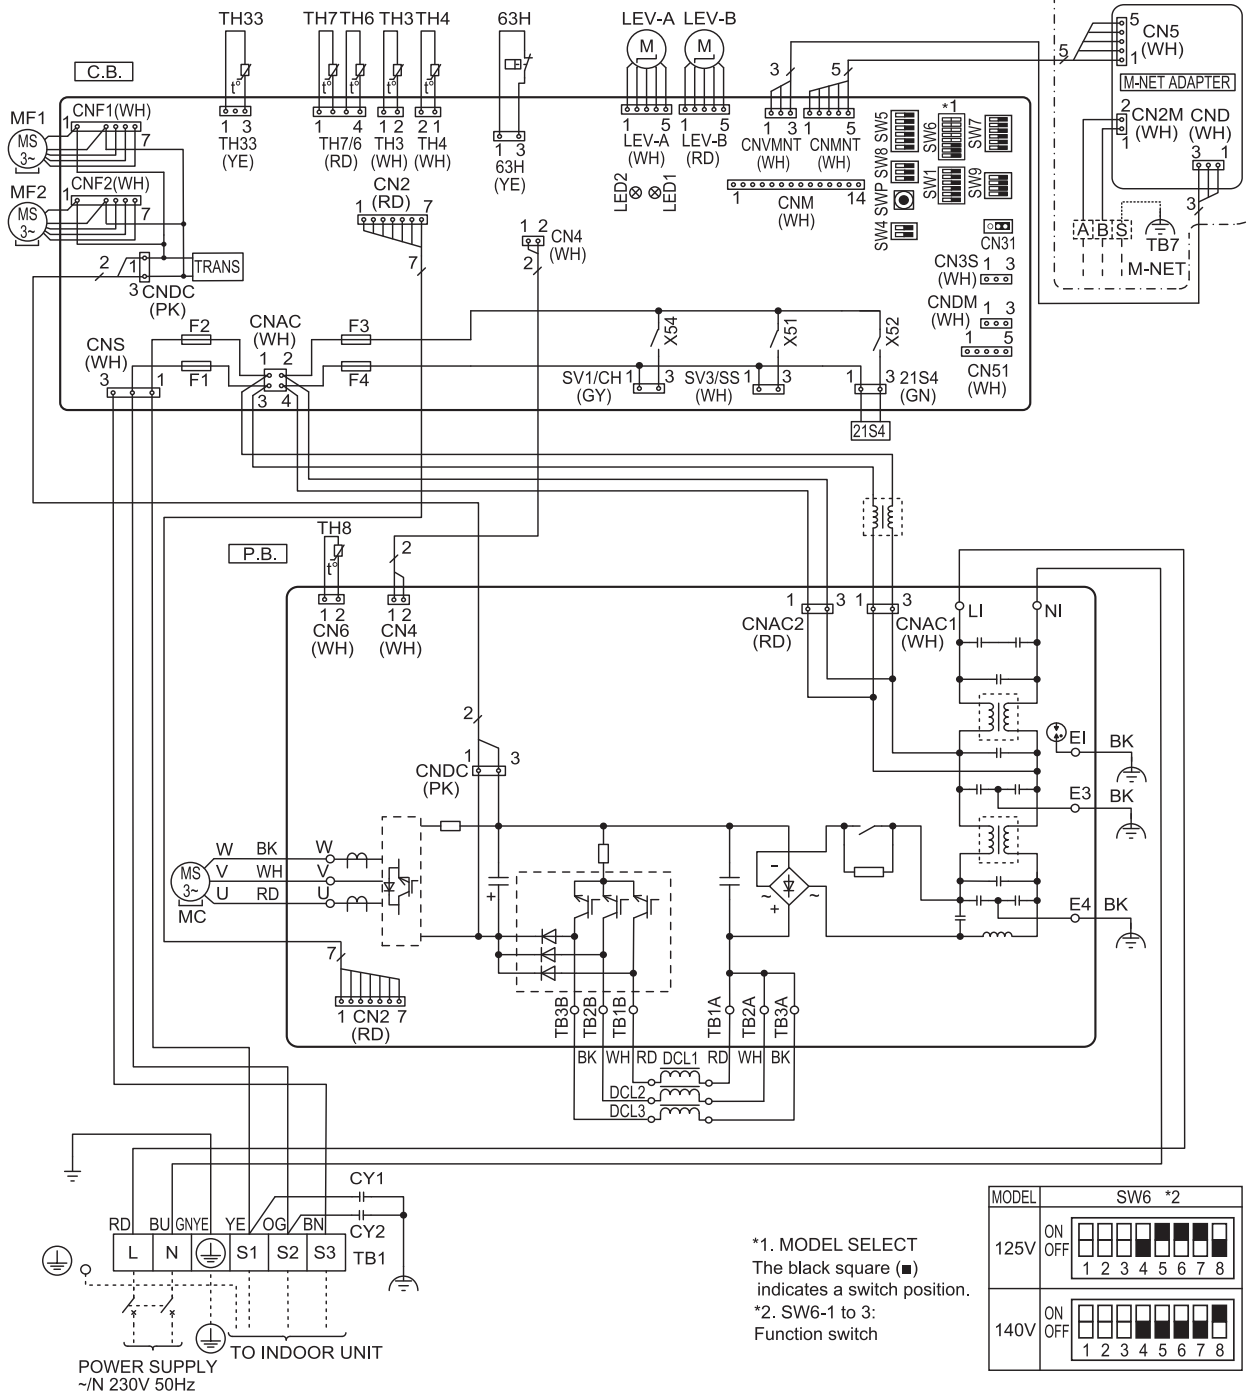 TH33 TH7 TH6 TH3 TH4 63H LEV-A LEV-B
C.B.
t° t° t° t° t°
M M
3 5 5
5 CN5
(WH)
1
M-NET ADAPTER
2 CN2M
(WH)
1
CND
(WH)
3 1
3
MF1 CNF1(WH)
MS
3~
1 7
MF2 CNF2(WH)
MS
3~
1 7
1 3
TH33
(YE)
1 4
TH7/6
(RD)
1 2
TH3
(WH)
2 1
TH4
(WH)
1 3
63H
(YE)
1 5
LEV-A
(WH)
1 5
LEV-B
(RD)
1 3
CNVMNT
(WH)
1 5
CNMNT
(WH)
*1
SW5 SW6 SW7
SW8 SW1 SW9
SWP
SW4
LED2 LED1
1 14
CNM
(WH)
CN2
(RD)
1 7
7
1 2 CN4
(WH)
2
CN31
CN3S
(WH) 1 3
CNDM
(WH) 1 3
1 5
CN51
(WH)
A B S
TB7
M-NET
2 1
3 CNDC
(PK)
TRANS
CNS
(WH)
3 1
F2
F1
CNAC
(WH)
1 2
3 4
F3
F4
X54 X51 X52
SV1/CH
(GY)
1 3
SV3/SS
(WH)
1 3
1 3 21S4
(GN)
21S4
P.B.
TH8
t°
1 2
CN6
(WH)
2
1 2
CN4
(WH)
1 3
CNAC2
(RD)
1 3
CNAC1
(WH)
LI NI
2
1 3
CNDC
(PK)
EI BK
E3 BK
E4 BK
MS
3~
MC
W BK W
V WH V
U RD U
+
-
~ ~
+
7
1 CN2 7
(RD)
TB3B TB2B TB1B TB1A TB2A TB3A
BK WH RD DCL1 RD WH BK
DCL2
DCL3
CY1
CY2
RD BU GNYE YE OG BN
L N S1 S2 S3 TB1
TO INDOOR UNIT
POWER SUPPLY
~/N 230V 50Hz
*1. MODEL SELECT
The black square (■)
indicates a switch position.
*2. SW6-1 to 3:
Function switch
MODEL SW6 *2
125V ON
OFF
1 2 3 4 5 6 7 8
140V ON
OFF
1 2 3 4 5 6 7 8